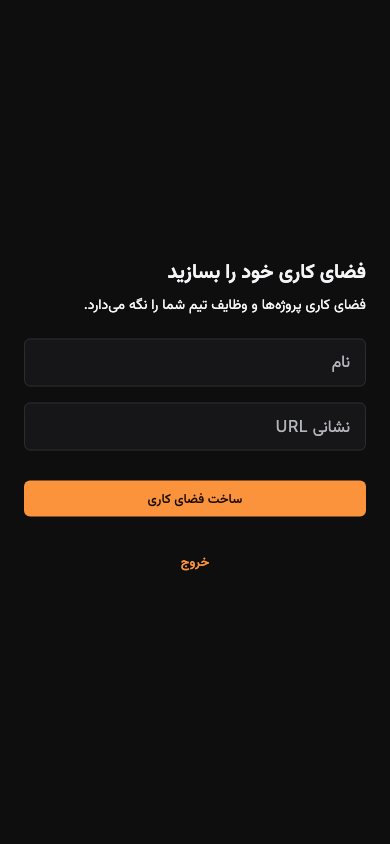 فضای کاری خود را بسازید
فضای کاری پروژه‌ها و وظایف تیم شما را نگه می‌دارد.
نام
نشانی URL
ساخت فضای کاری
خروج